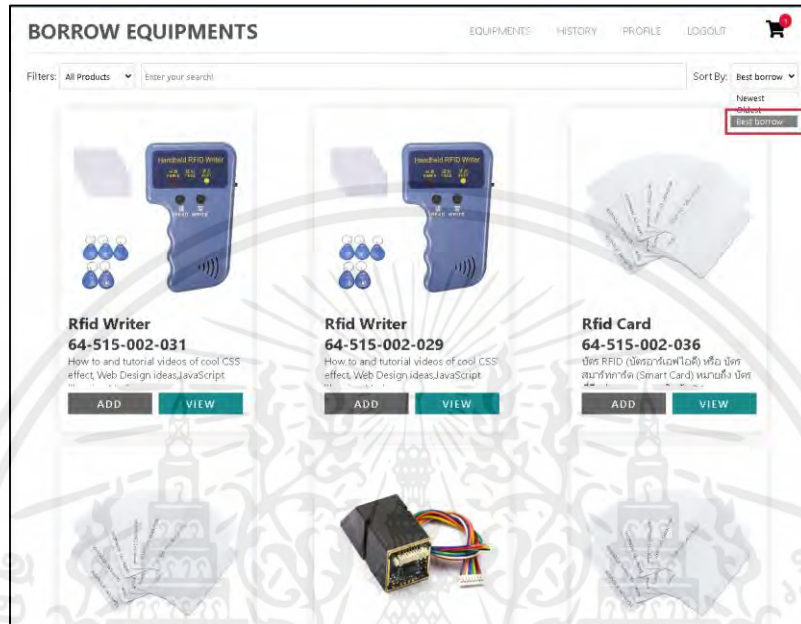 BORROW EQUIPMENTS
EQUIPMENTS HISTORY PROFILE LOGOUT
1
Filters: All Products Enter your search! Sort By: Best borrow
Newest
Oldest
Best borrow
Handheld RFID Writer
READ WRITE
Handheld RFID Writer
READ WRITE
Rfid Writer
64-515-002-031
How to and tutorial videos of cool CSS
effect, Web Design ideas,JavaScript
ADD VIEW
Rfid Writer
64-515-002-029
How to and tutorial videos of cool CSS
effect, Web Design ideas,JavaScript
ADD VIEW
Rfid Card
64-515-002-036
บัตร RFID (บัตรอาร์เอฟไอดี) หรือ บัตร
สมาร์ทการ์ด (Smart Card) หมายถึง บัตร
ADD VIEW